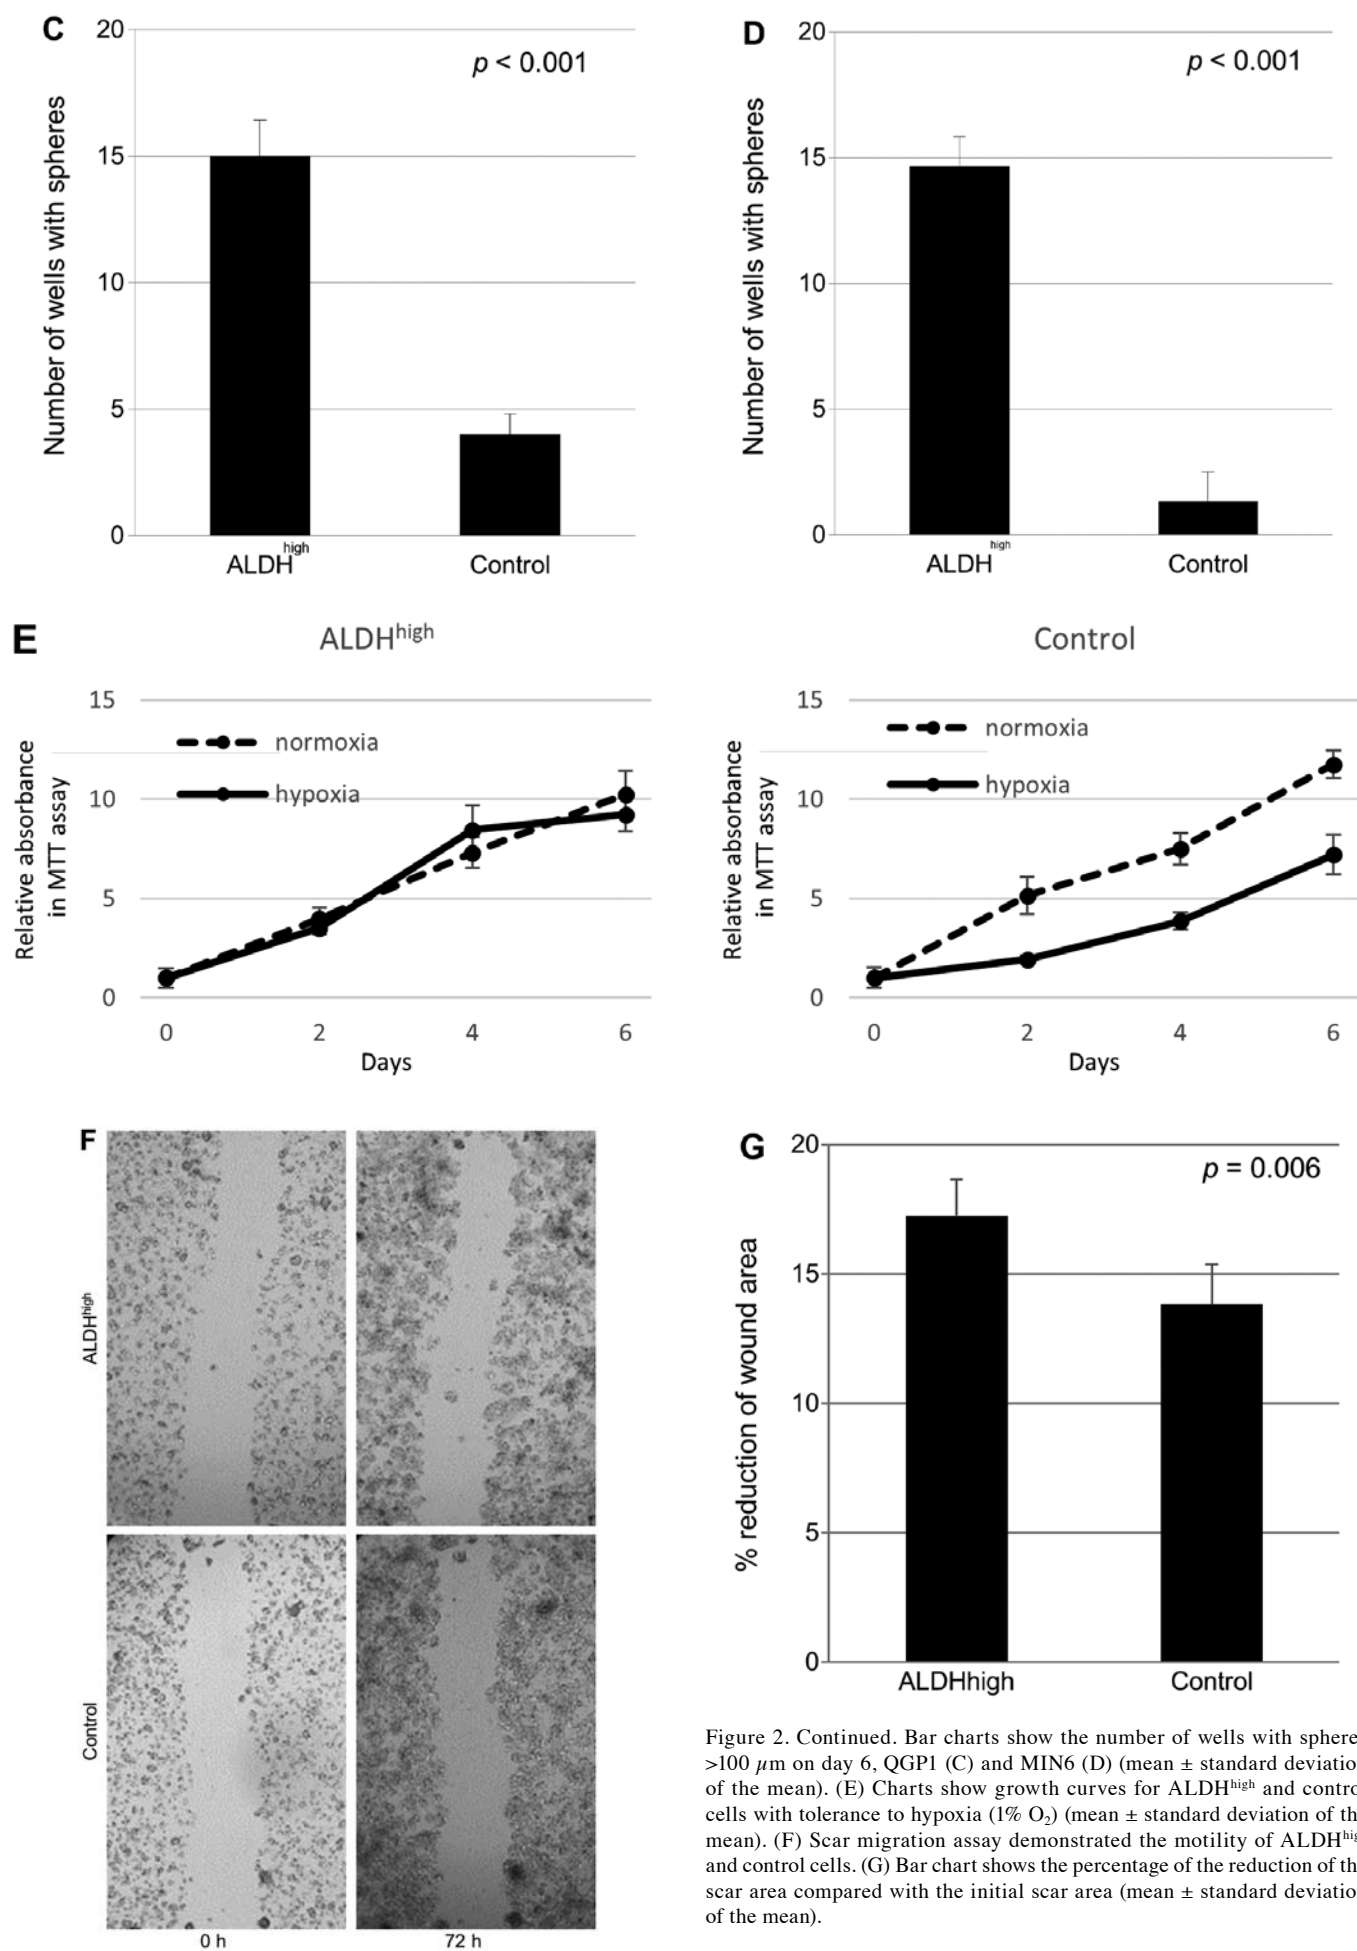 C
20
15
10
5
0
Number of wells with spheres
p < 0.001
ALDH high
Control
D
20
15
10
5
0
Number of wells with spheres
p < 0.001
ALDH high
Control
E
ALDHhigh
15
10
5
0
Relative absorbance
in MTT assay
normoxia
hypoxia
0 2 4 6
Days
Control
15
10
5
0
Relative absorbance
in MTT assay
normoxia
hypoxia
0 2 4 6
Days
F
ALDHhigh
Control
0 h
72 h
G
20
15
10
5
0
% reduction of wound area
p = 0.006
ALDHhigh
Control
Figure 2. Continued. Bar charts show the number of wells with sphere
>100 µm on day 6, QGP1 (C) and MIN6 (D) (mean ± standard deviatio
of the mean). (E) Charts show growth curves for ALDHhigh and contro
cells with tolerance to hypoxia (1% O2) (mean ± standard deviation of th
mean). (F) Scar migration assay demonstrated the motility of ALDHhig
and control cells. (G) Bar chart shows the percentage of the reduction of th
scar area compared with the initial scar area (mean ± standard deviatio
of the mean).